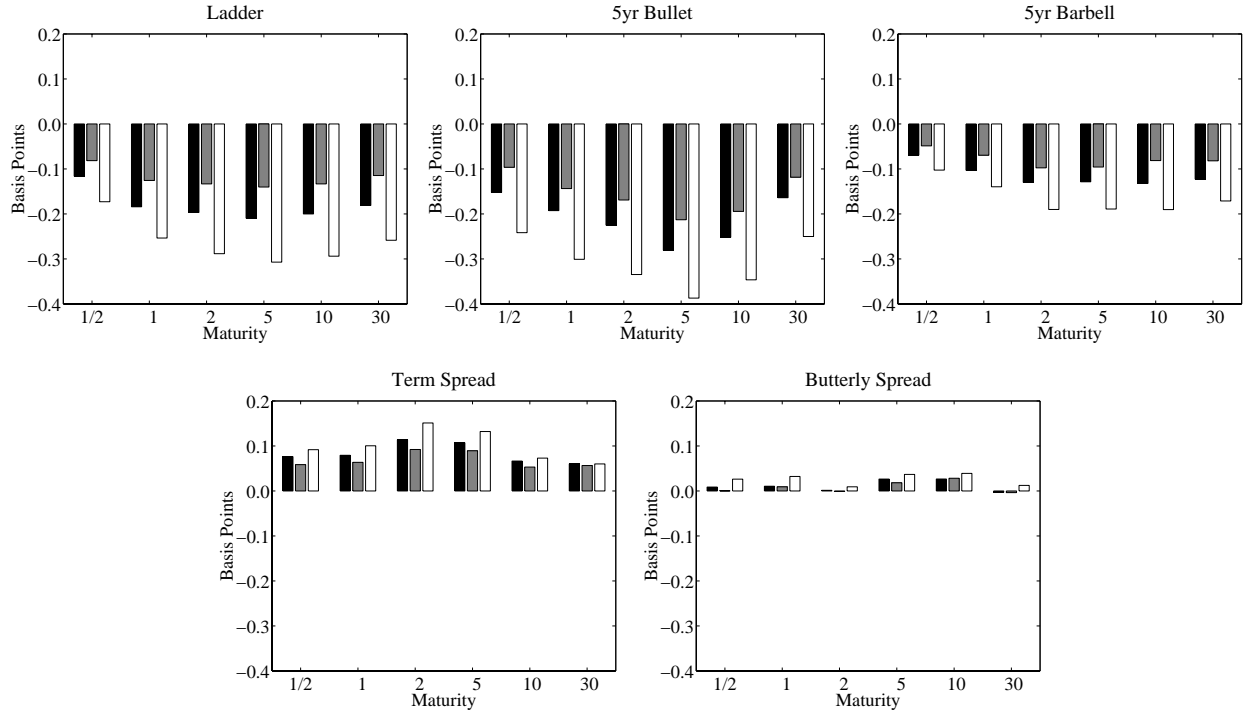 Ladder
5yr Bullet
5yr Barbell
0.2
0.1
0.0
−0.1
−0.2
−0.3
−0.4
Basis Points
1/2 1 2 5 10 30
Maturity
0.2
0.1
0.0
−0.1
−0.2
−0.3
−0.4
Basis Points
1/2 1 2 5 10 30
Maturity
0.2
0.1
0.0
−0.1
−0.2
−0.3
−0.4
Basis Points
1/2 1 2 5 10 30
Maturity
Term Spread
Butterly Spread
0.2
0.1
0.0
−0.1
−0.2
−0.3
−0.4
Basis Points
1/2 1 2 5 10 30
Maturity
0.2
0.1
0.0
−0.1
−0.2
−0.3
−0.4
Basis Points
1/2 1 2 5 10 30
Maturity